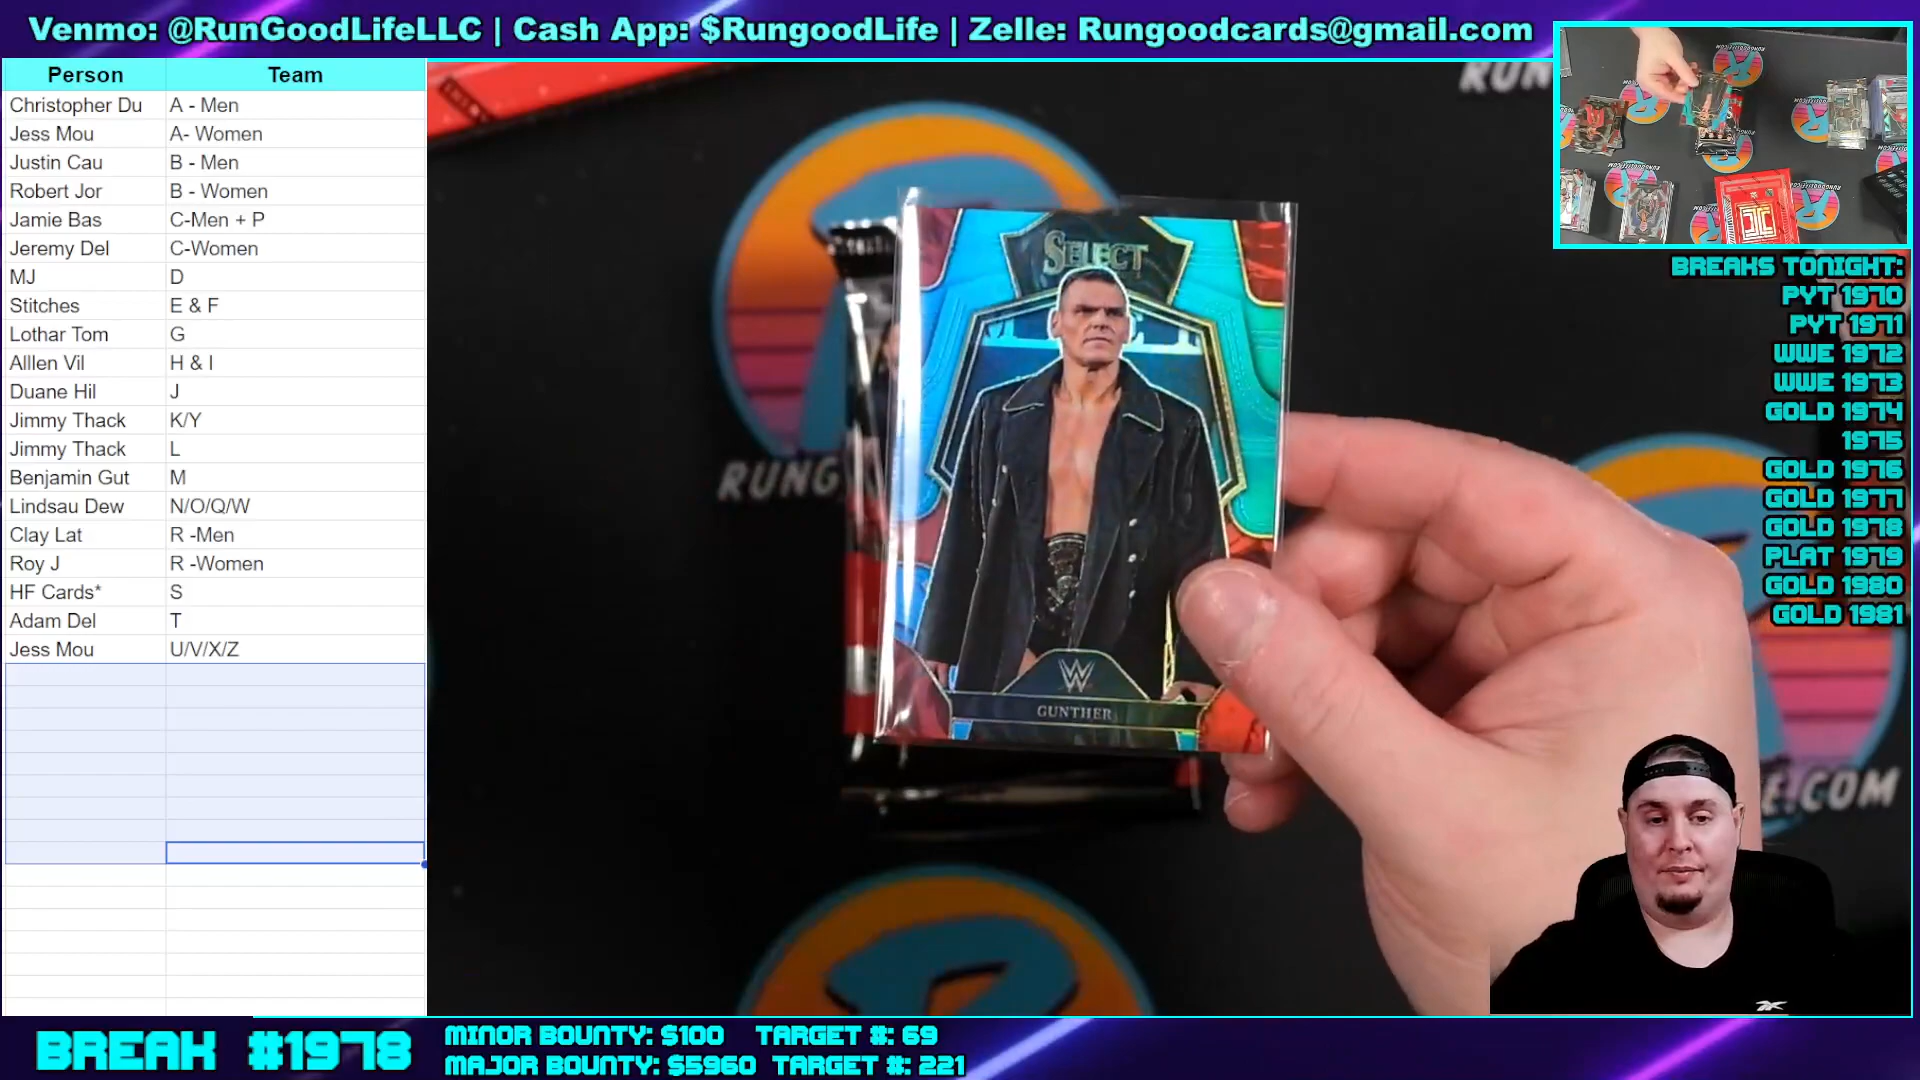 Venmo: @RunGoodLifeLLC | Cash App: $RungoodLife | Zelle: Rungoodcards@gmail.com
Person Team
Christopher Du A - Men
Jess Mou A- Women
Justin Cau B - Men
Robert Jor B - Women
Jamie Bas C-Men + P
Jeremy Del C-Women
MJ D
Stitches E & F
Lothar Tom G
Alllen Vil H & I
Duane Hil J
Jimmy Thack K/Y
Jimmy Thack L
Benjamin Gut M
Lindsau Dew N/O/Q/W
Clay Lat R -Men
Roy J R -Women
HF Cards* S
Adam Del T
Jess Mou U/V/X/Z
RUN
SELECT
W
GUNTHER
RUNG
E.COM
BREAKS TONIGHT:
PYT 1970
PYT 1971
WWE 1972
WWE 1973
GOLD 1974
1975
GOLD 1976
GOLD 1977
GOLD 1978
PLAT 1979
GOLD 1980
GOLD 1981
BREAK #1978
MINOR BOUNTY: $100 TARGET #: 69
MAJOR BOUNTY: $5960 TARGET #: 221